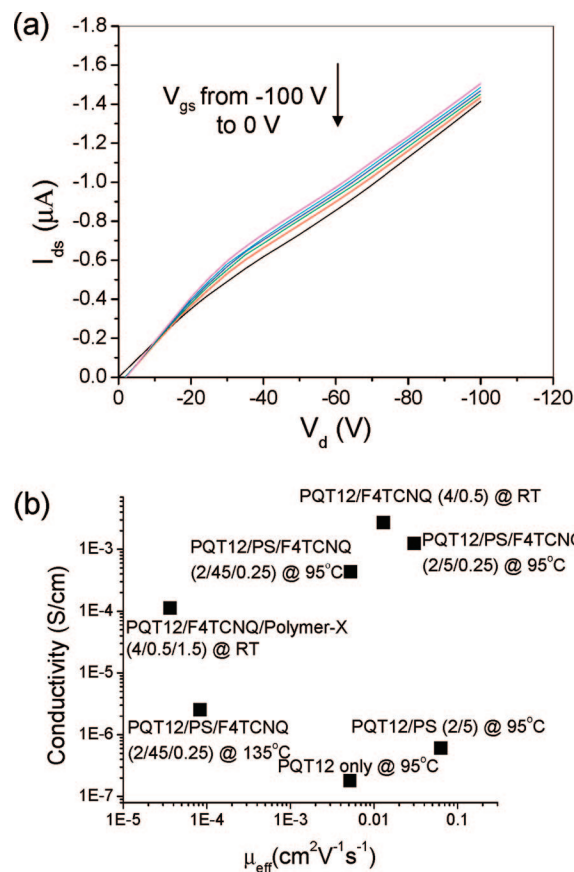 (a)
-1.8
-1.6
-1.4
-1.2
-1.0
-0.8
-0.6
-0.4
-0.2
0.0
I_ds (μA)
V_gs from -100 V
to 0 V
0
-20
-40
-60
-80
-100
-120
V_d (V)
(b)
Conductivity (S/cm)
1E-3
1E-4
1E-5
1E-6
1E-7
PQT12/F4TCNQ (4/0.5) @ RT
PQT12/PS/F4TCNQ
(2/45/0.25) @ 95°C
PQT12/PS/F4TCNQ
(2/5/0.25) @ 95°C
PQT12/F4TCNQ/Polymer-X
(4/0.5/1.5) @ RT
PQT12/PS/F4TCNQ
(2/45/0.25) @ 135°C
PQT12/PS (2/5) @ 95°C
PQT12 only @ 95°C
1E-5
1E-4
1E-3
0.01
0.1
μ_eff(cm²V⁻¹s⁻¹)